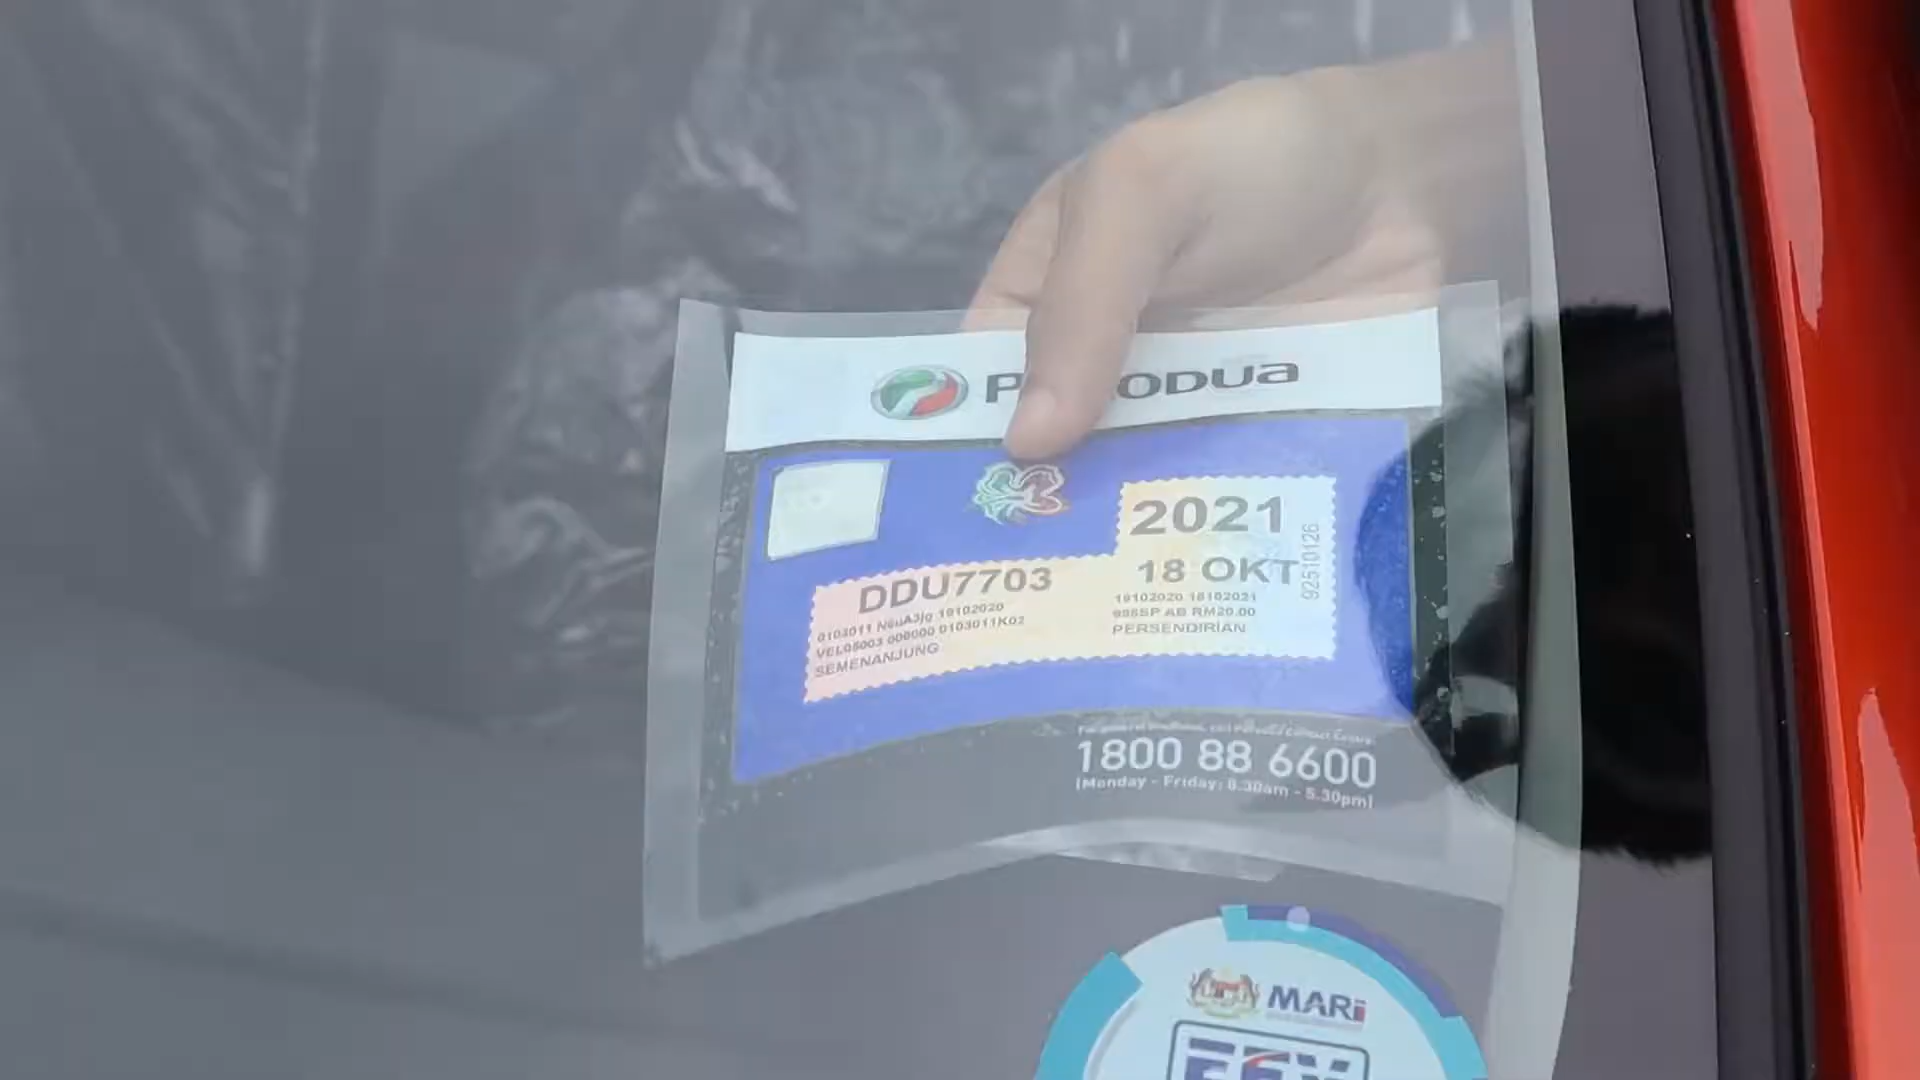 PERODUA
2021
18 OKT
92510126
19102020 18102021
998SP AB RM20.00
PERSENDIRIAN
DDU7703
0103011 19102020
VEL05003 000000 0103011K02
SEMENANJUNG
1800 88 6600
(Monday - Friday: 8.30am - 5.30pm)
MARi
EEV